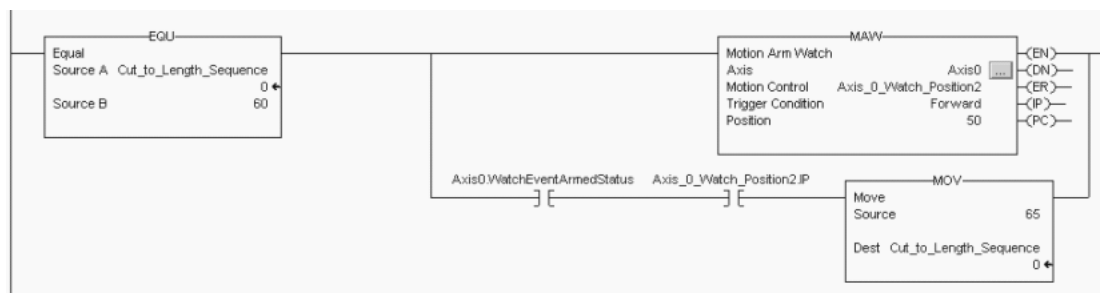 EQU
Equal
Source A Cut_to_Length_Sequence
0
Source B 60
MAW
Motion Arm Watch
Axis Axis0 ...
Motion Control Axis_0_Watch_Position2
Trigger Condition Forward
Position 50
EN
DN
ER
IP
PC
Axis0.WatchEventArmedStatus Axis_0_Watch_Position2.IP
MOV
Move
Source 65
Dest Cut_to_Length_Sequence
0